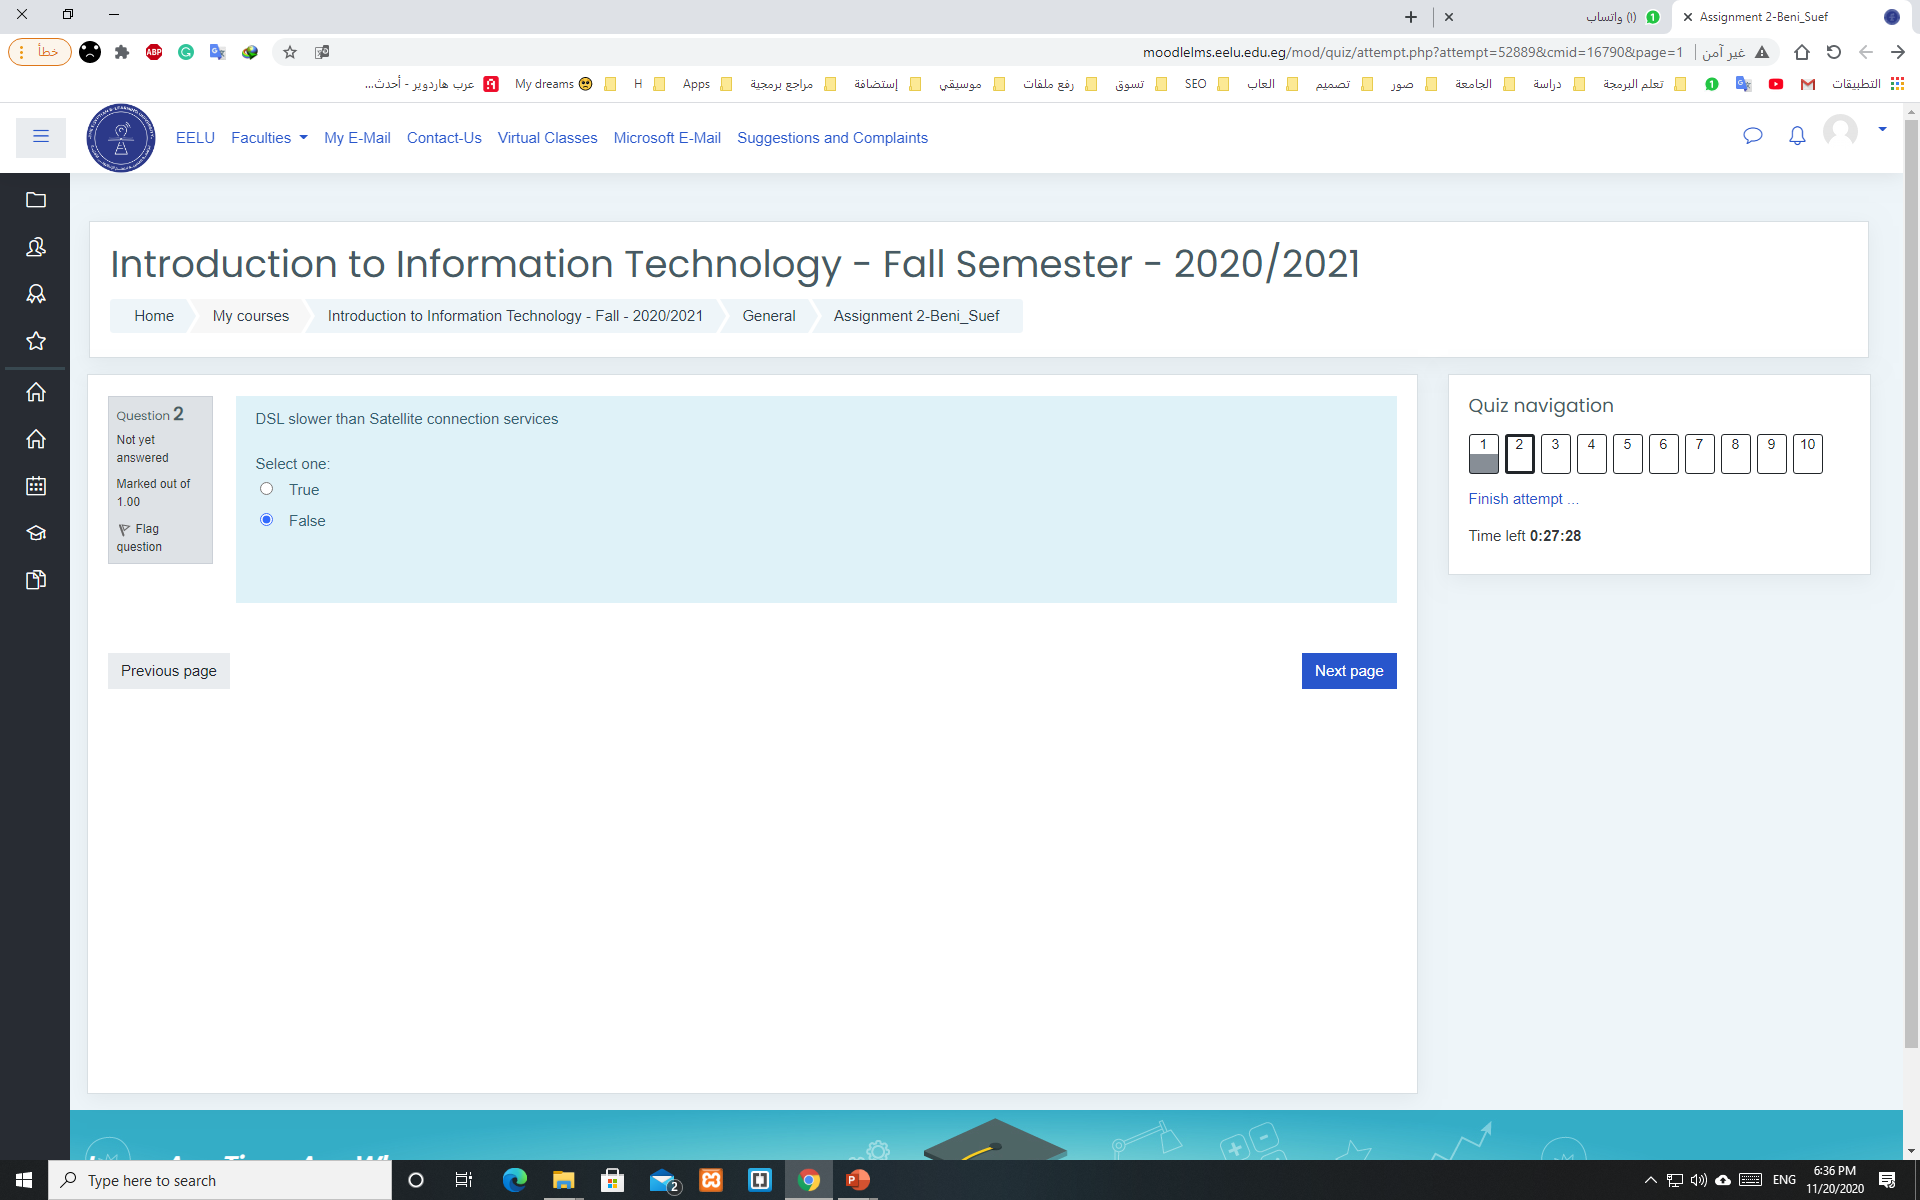 Assignment 2-Beni_Suef
(١) واتساب
خطأ
moodlelms.eelu.edu.eg/mod/quiz/attempt.php?attempt=52889&cmid=16790&page=1
غير آمن
التطبيقات
تعلم البرمجة
دراسة
الجامعة
صور
تصميم
العاب
SEO
تسوق
رفع ملفات
موسيقي
إستضافة
مراجع برمجية
Apps
H
My dreams
عرب هاردوير - أحدث...
EELU Faculties My E-Mail Contact-Us Virtual Classes Microsoft E-Mail Suggestions and Complaints
Introduction to Information Technology - Fall Semester - 2020/2021
Home My courses Introduction to Information Technology - Fall - 2020/2021 General Assignment 2-Beni_Suef
Question 2
Not yet
answered
Marked out of
1.00
Flag
question
DSL slower than Satellite connection services
Select one:
True
False
Previous page
Next page
Quiz navigation
1 2 3 4 5 6 7 8 9 10
Finish attempt ...
Time left 0:27:28
Type here to search
2
ENG
6:36 PM
11/20/2020